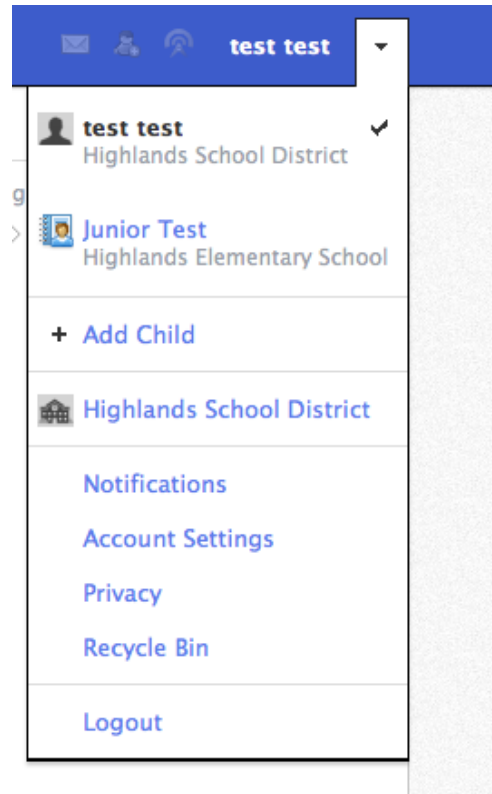 test test
test test
Highlands School District
g
Junior Test
Highlands Elementary School
+ Add Child
Highlands School District
Notifications
Account Settings
Privacy
Recycle Bin
Logout